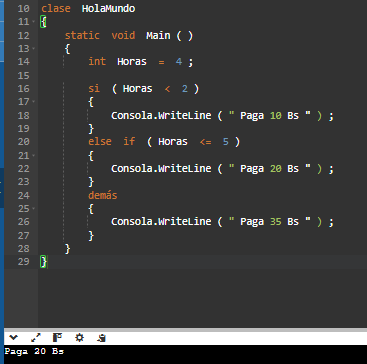 10 clase HolaMundo
11 {
12 static void Main ( )
13 {
14 int Horas = 4 ;
15
16 si ( Horas < 2 )
17 {
18 Consola.WriteLine ( " Paga 10 Bs " ) ;
19 }
20 else if ( Horas <= 5 )
21 {
22 Consola.WriteLine ( " Paga 20 Bs " ) ;
23 }
24 demás
25 {
26 Consola.WriteLine ( " Paga 35 Bs " ) ;
27 }
28 }
29 }
Paga 20 Bs